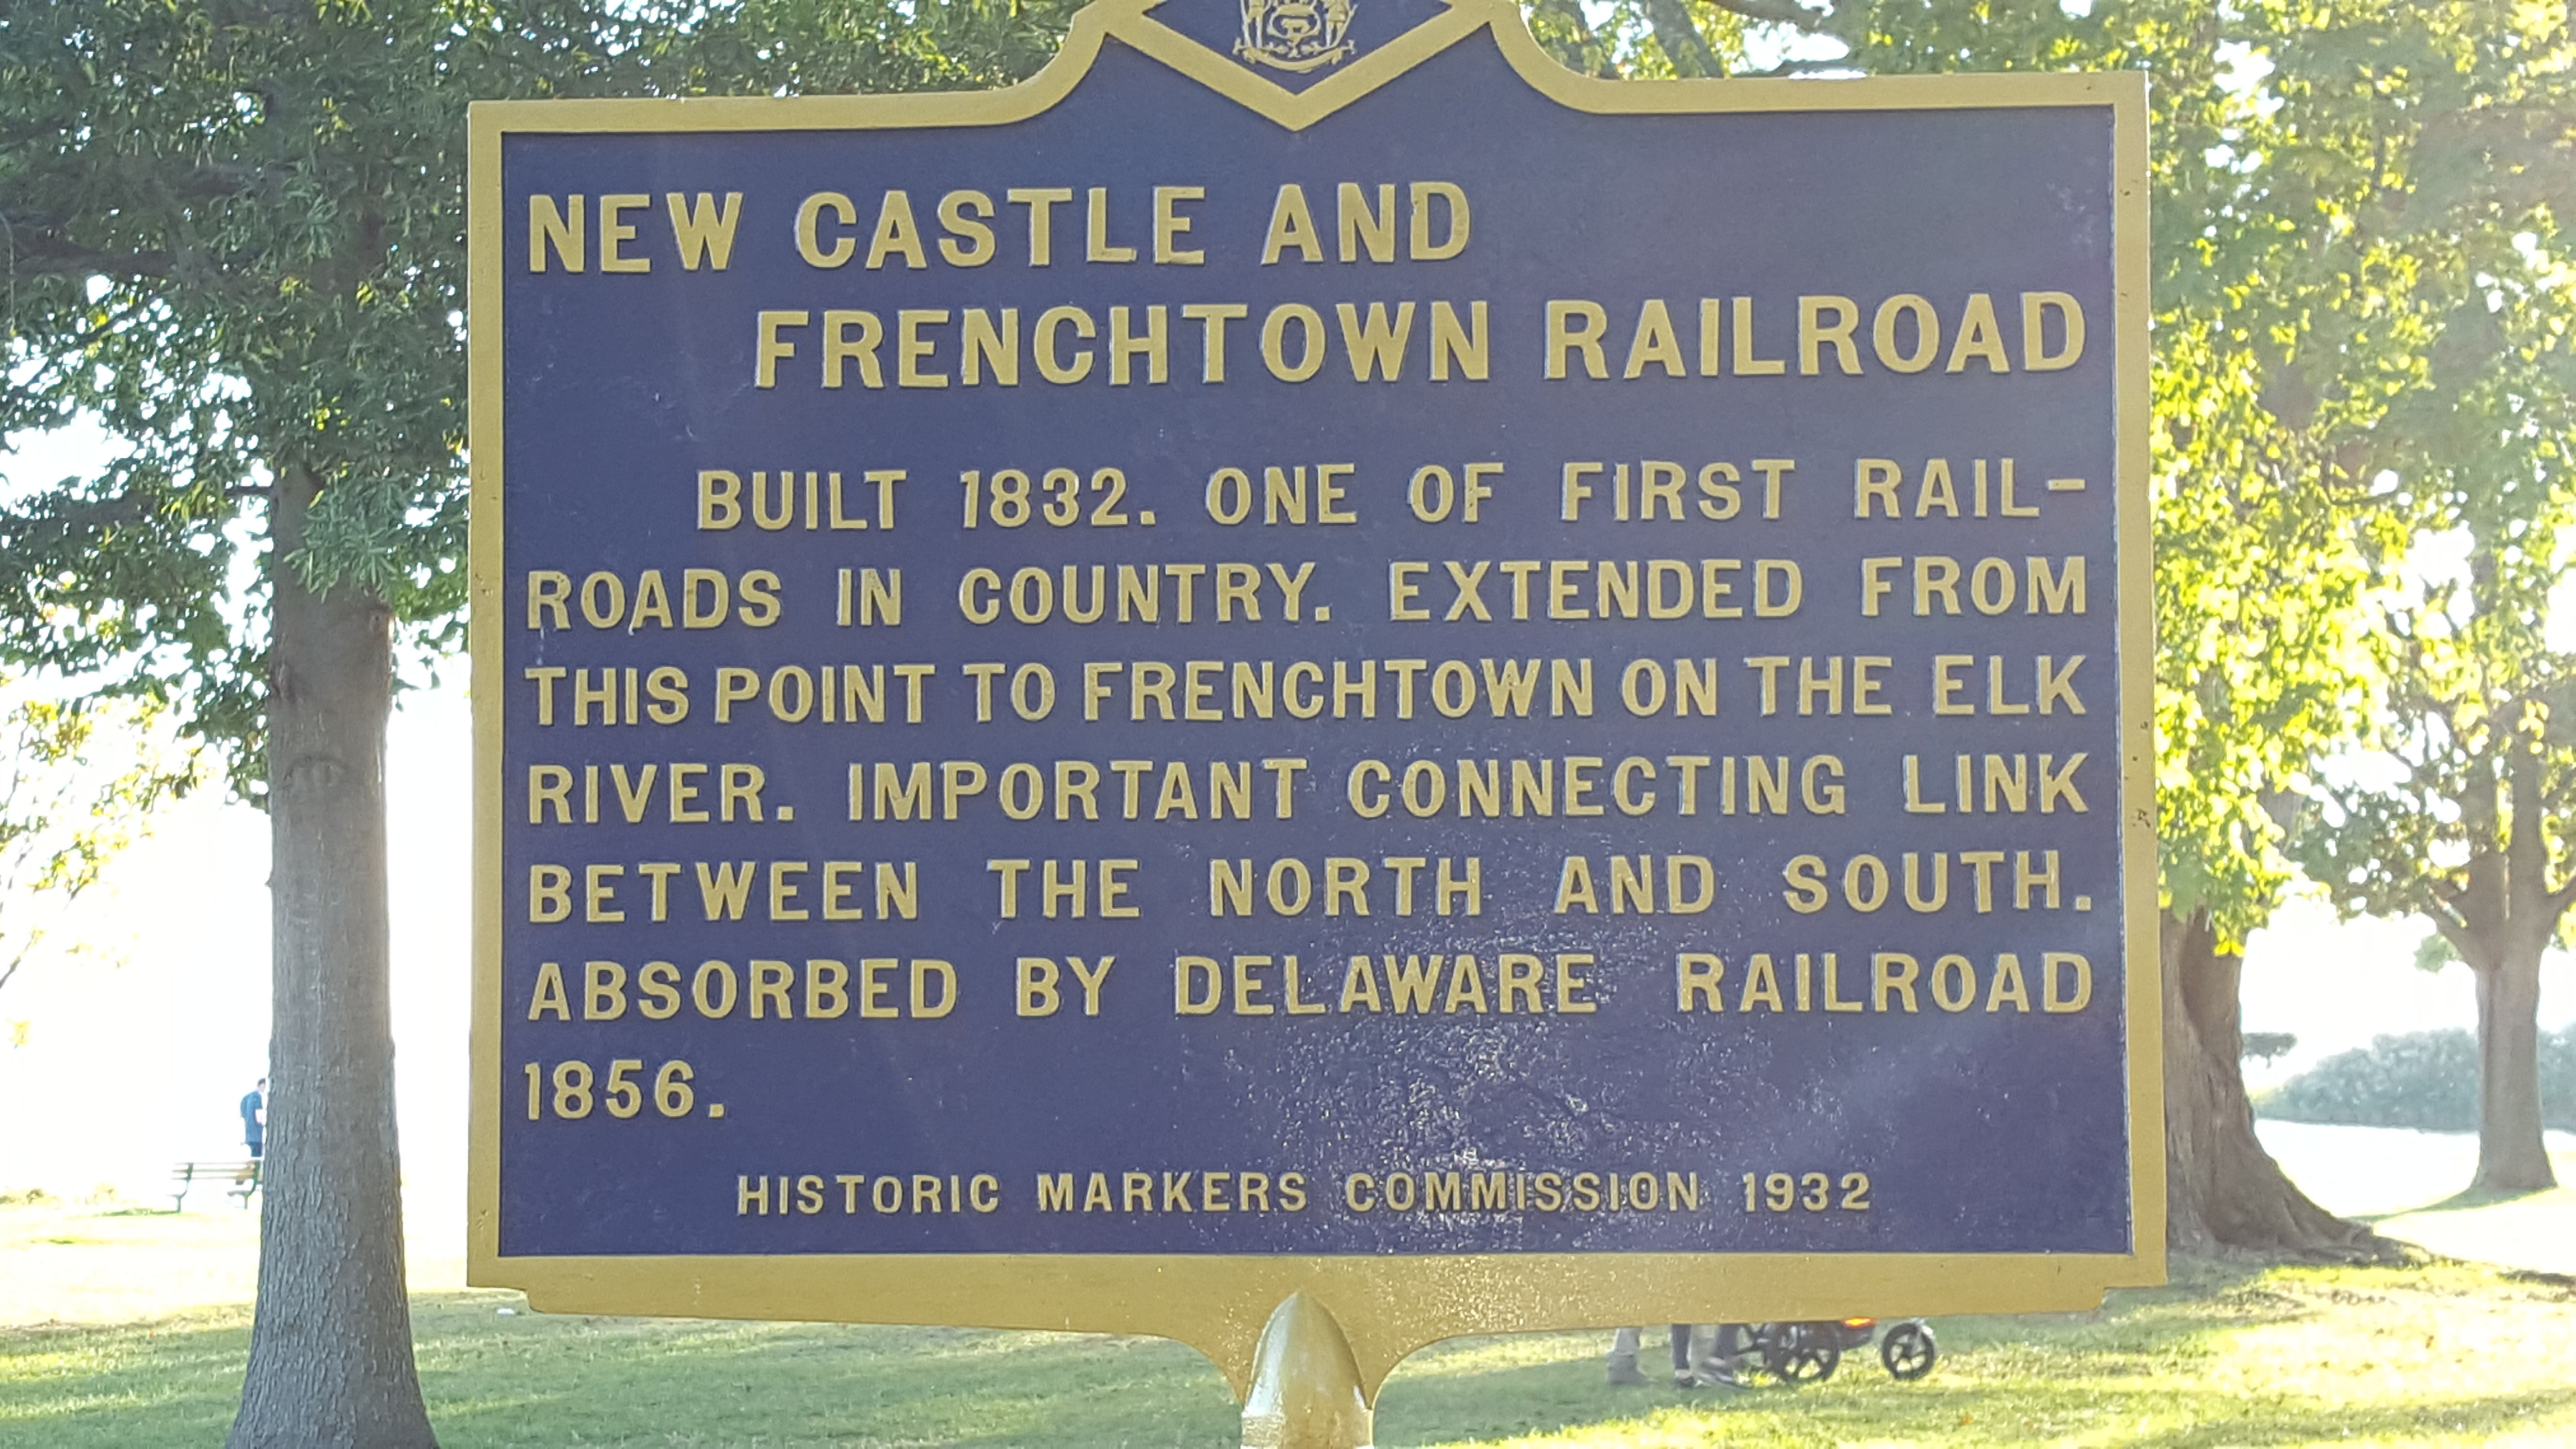 NEW CASTLE AND
FRENCHTOWN RAILROAD
BUILT 1832. ONE OF FIRST RAIL-
ROADS IN COUNTRY. EXTENDED FROM
THIS POINT TO FRENCHTOWN ON THE ELK
RIVER. IMPORTANT CONNECTING LINK
BETWEEN THE NORTH AND SOUTH.
ABSORBED BY DELAWARE RAILROAD
1856.
HISTORIC MARKERS COMMISSION 1932